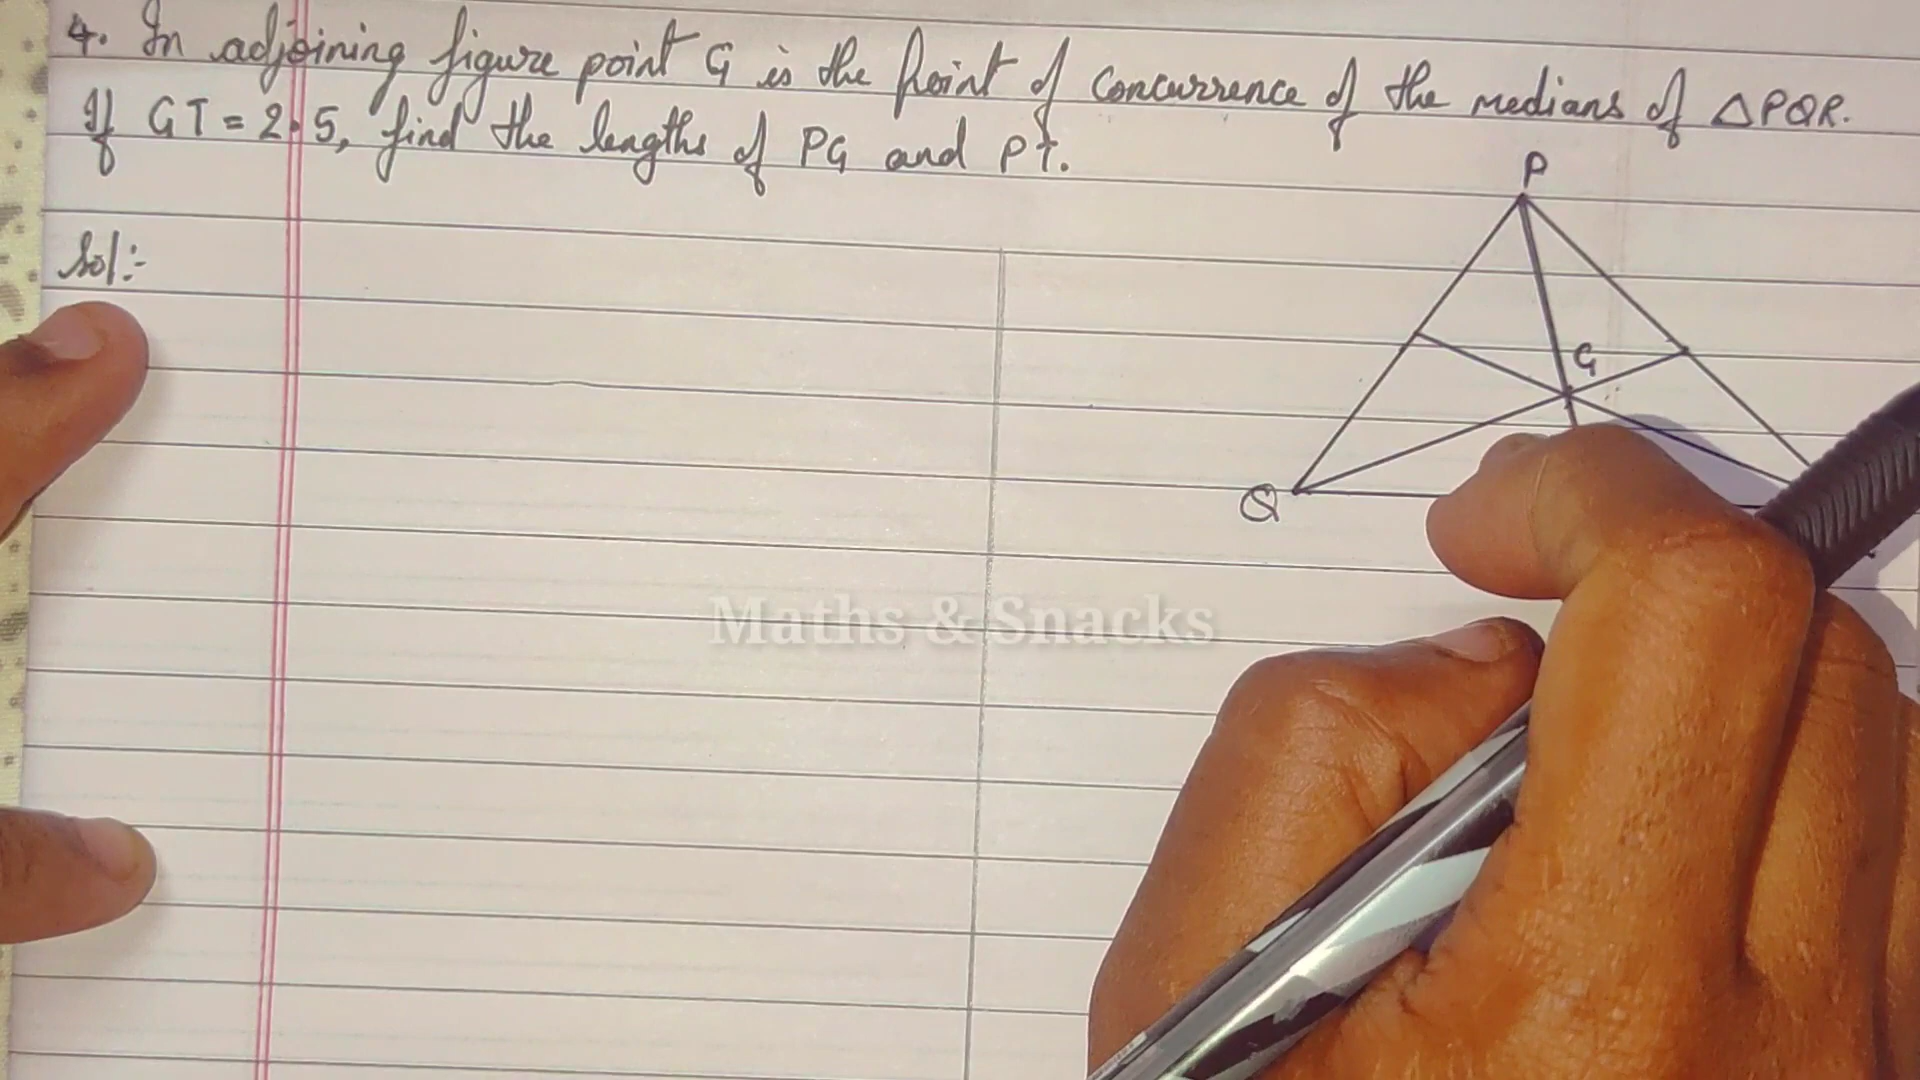 4. In adjoining figure point G is the point of concurrence of the medians of △PQR.
If GT = 2.5, find the lengths of PG and PT.
P
Sol:-
G
Q
Maths & Snacks